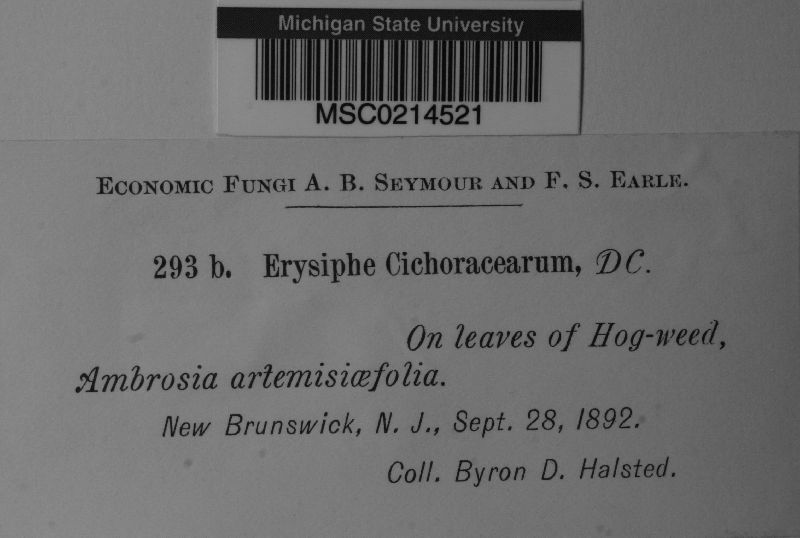 Michigan State University
MSC0214521
Economic Fungi A. B. Seymour and F. S. Earle.
293 b. Erysiphe Cichoracearum, DC.
On leaves of Hog-weed,
Ambrosia artemisiæfolia.
New Brunswick, N. J., Sept. 28, 1892.
Coll. Byron D. Halsted.